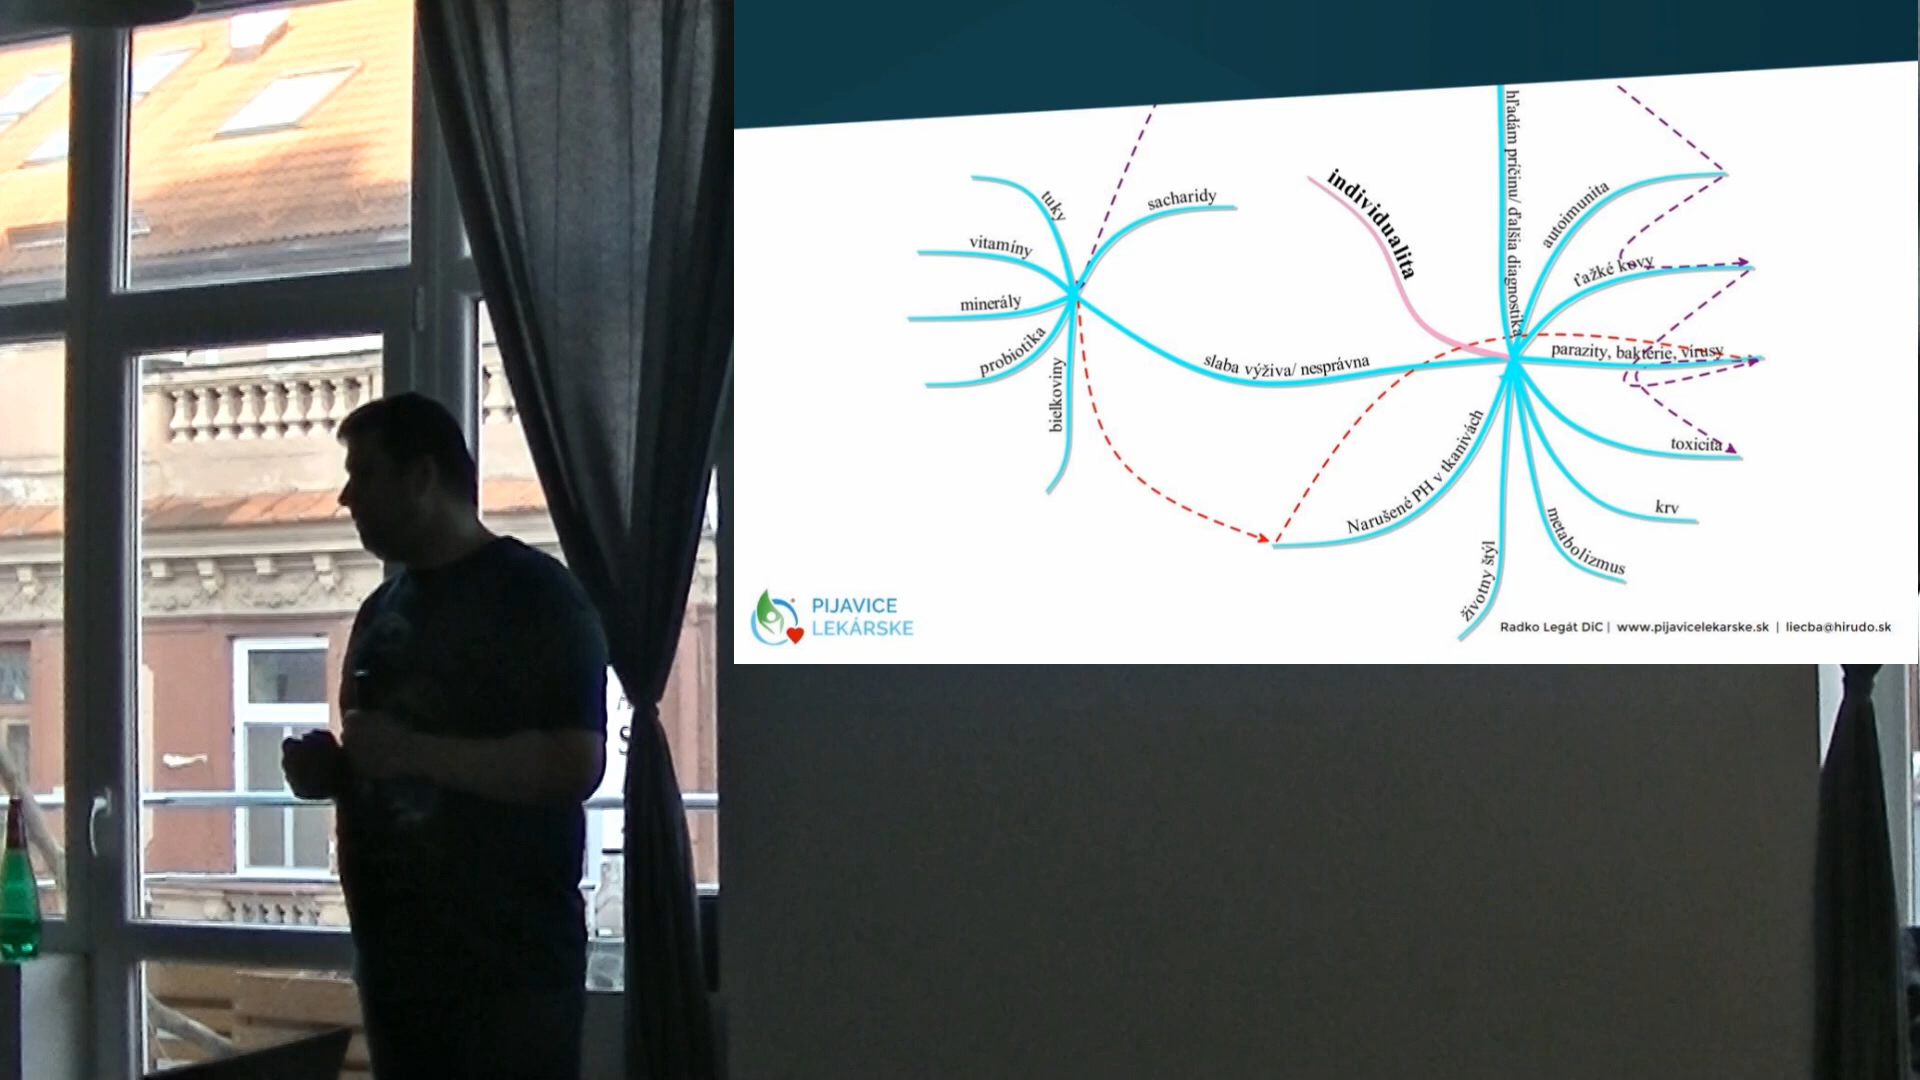 tuky
sacharidy
vitamíny
minerály
probiotika
bielkoviny
slaba výživa/ nesprávna
individualita
hľadám príčinu/ ďalšia diagnostika
autoimunita
ťažké kovy
parazity, baktérie, vírusy
toxicita
krv
metabolizmus
životny štýl
Narušené PH v tkanivách
PIJAVICE
LEKÁRSKE
Radko Legát DiC | www.pijavicelekarske.sk | liecba@hirudo.sk